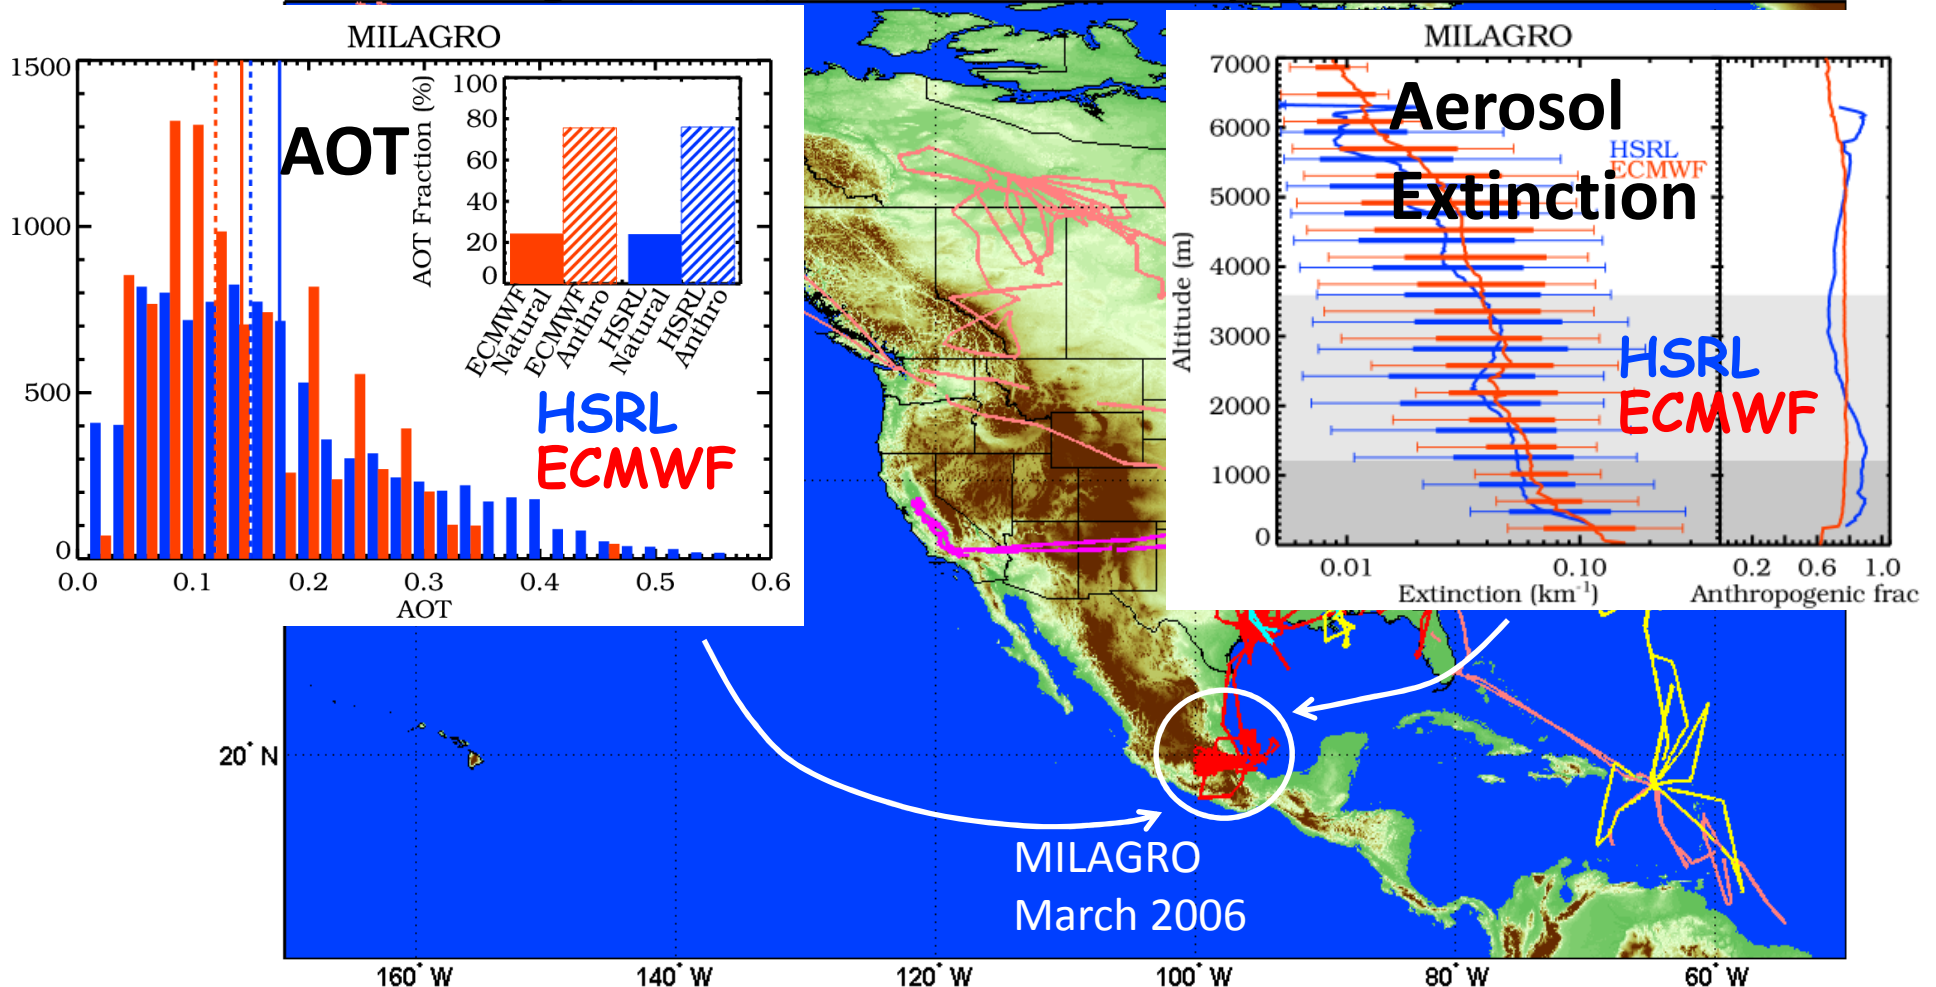 MILAGRO
1500
1000
500
0
0.0 0.1 0.2 0.3 0.4 0.5 0.6
AOT
AOT
AOT Fraction (%)
100
80
60
40
20
0
ECMWF Natural
ECMWF Anthro
HSRL Natural
HSRL Anthro
HSRL
ECMWF
MILAGRO
Aerosol
Extinction
HSRL
ECMWF
Altitude (m)
7000
6000
5000
4000
3000
2000
1000
0
HSRL
ECMWF
0.01 0.10 0.2 0.6 1.0
Extinction (km⁻¹) Anthropogenic frac
20° N
MILAGRO
March 2006
160° W 140° W 120° W 100° W 80° W 60° W